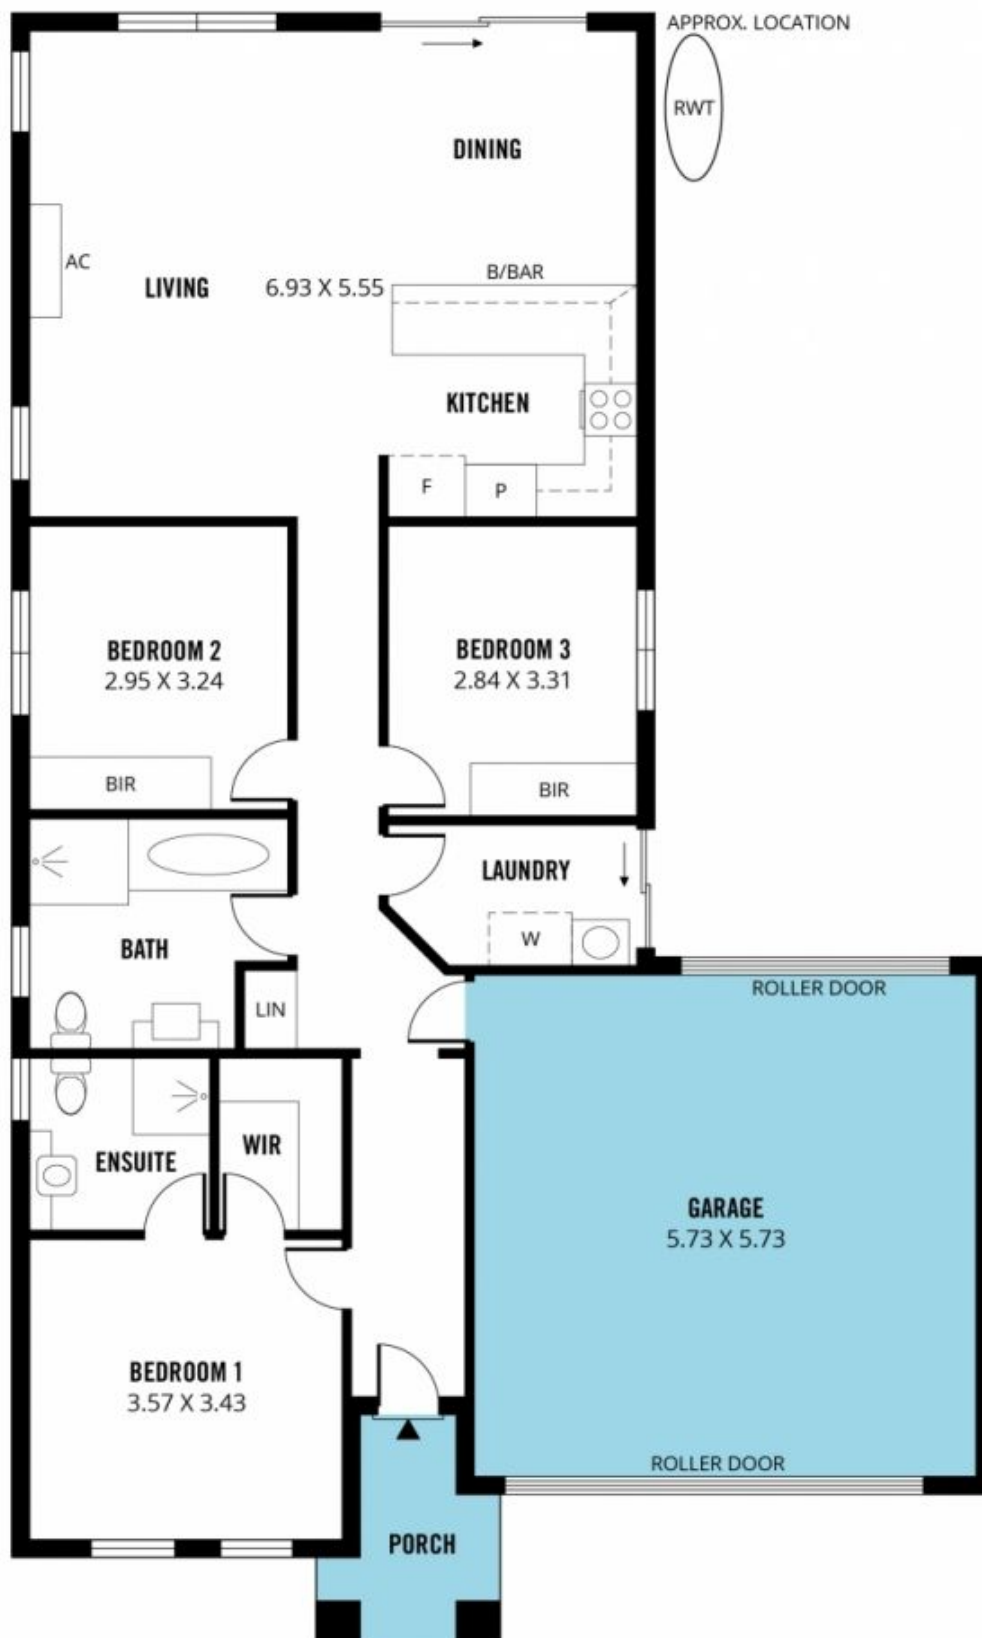 APPROX. LOCATION
RWT
DINING
AC
B/BAR
LIVING
6.93 X 5.55
KITCHEN
F
P
BEDROOM 2
2.95 X 3.24
BEDROOM 3
2.84 X 3.31
BIR
BIR
LAUNDRY
W
BATH
LIN
ROLLER DOOR
WIR
ENSUITE
GARAGE
5.73 X 5.73
BEDROOM 1
3.57 X 3.43
ROLLER DOOR
PORCH